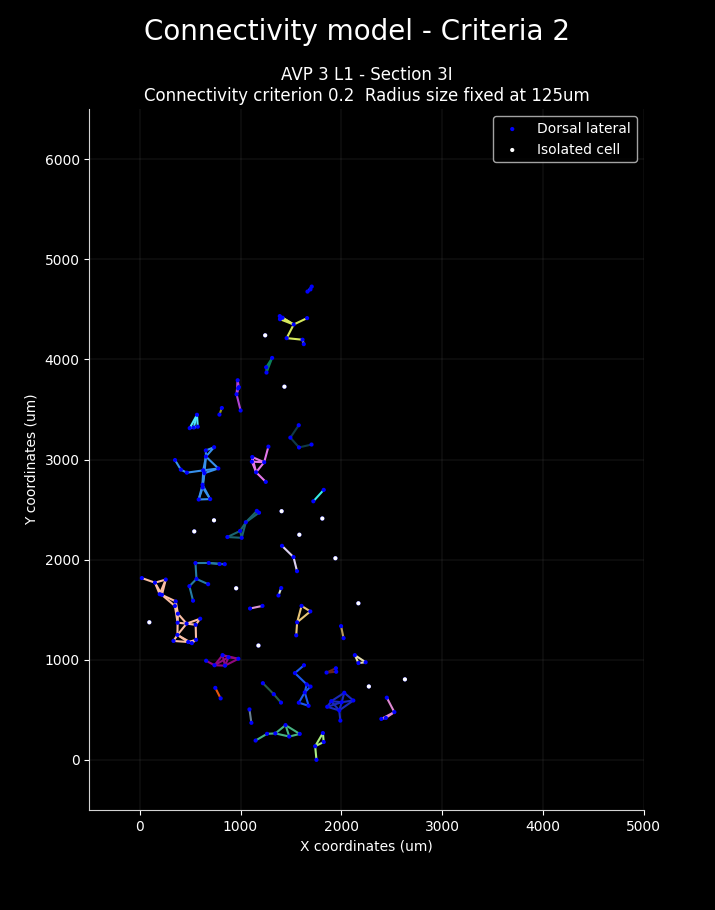 Connectivity model - Criteria 2
AVP 3 L1 - Section 3I
Connectivity criterion 0.2  Radius size fixed at 125um
Dorsal lateral
Isolated cell
6000
5000
4000
3000
2000
1000
0
Y coordinates (um)
0 1000 2000 3000 4000 5000
X coordinates (um)